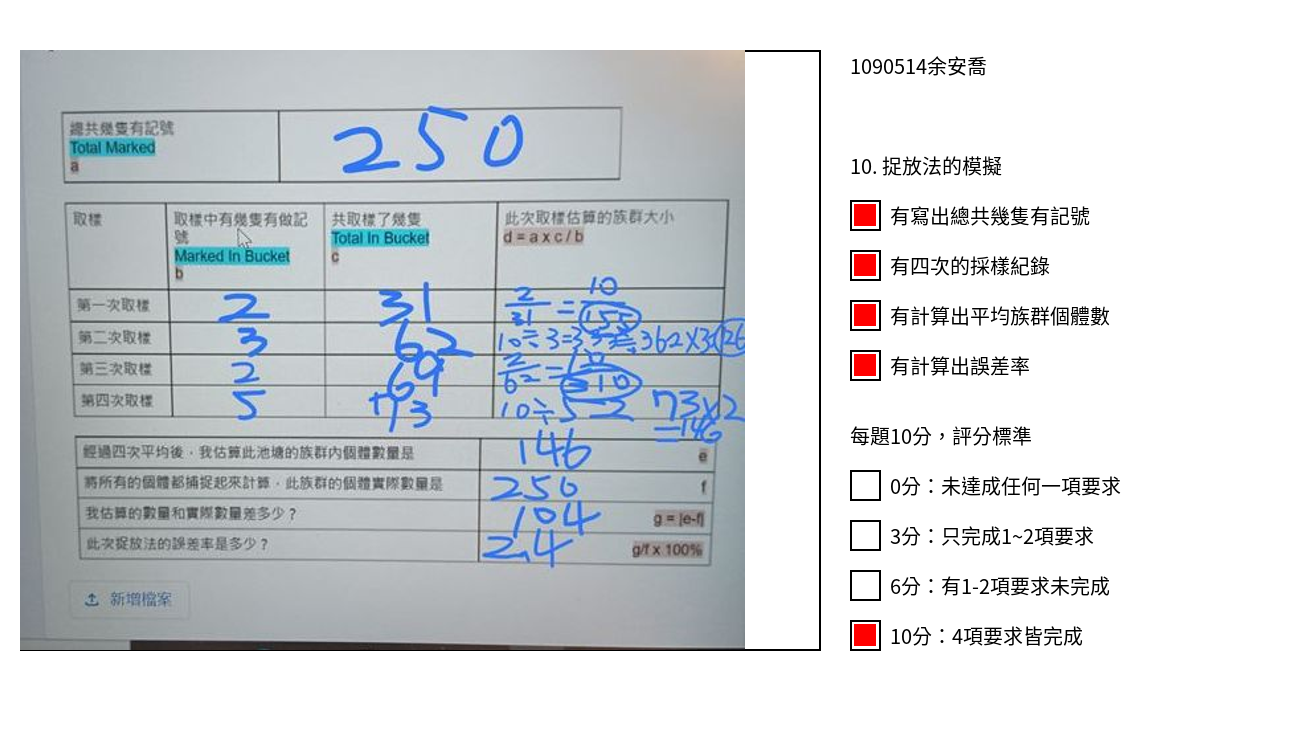 1090514余安喬
總共幾隻有記號
Total Marked
a
250
取樣
取樣中有幾隻有做記號
Marked In Bucket
b
共取樣了幾隻
Total In Bucket
c
此次取樣估算的族群大小
d = a x c / b
第一次取樣
2
31
2/31 = 10/155
第二次取樣
3
62
10÷3=3
第三次取樣
2
69
2/62 = 10/310
第四次取樣
5
73
10÷5 2 73X2
=146
經過四次平均後，我估算此池塘的族群內個體數量是
146
e
將所有的個體都捕捉起來計算，此族群的個體實際數量是
250
f
我估算的數量和實際數量差多少？
104
g = |e-f|
此次捉放法的誤差率是多少？
2.4
g/f x 100%
新增檔案
10. 捉放法的模擬
有寫出總共幾隻有記號
有四次的採樣紀錄
有計算出平均族群個體數
有計算出誤差率
每題10分，評分標準
0分：未達成任何一項要求
3分：只完成1~2項要求
6分：有1-2項要求未完成
10分：4項要求皆完成